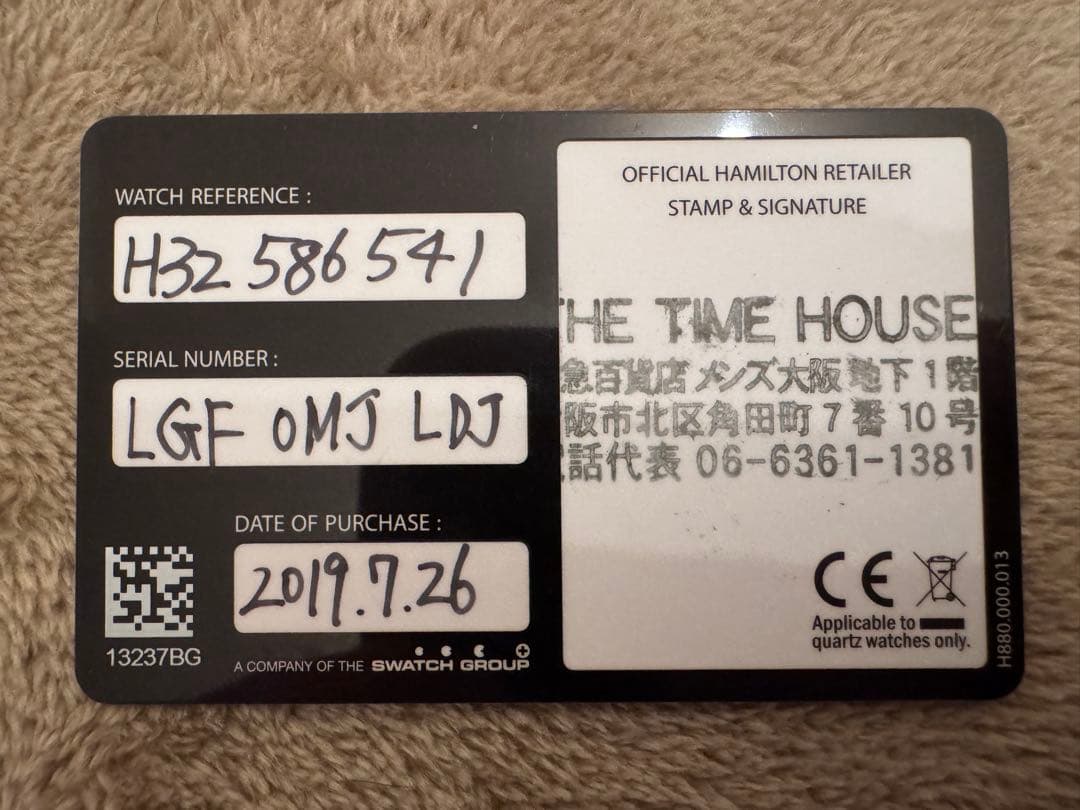 WATCH REFERENCE :
H32 586 541
SERIAL NUMBER :
LGF OMJ LDJ
DATE OF PURCHASE :
2019.7.26
13237BG
A COMPANY OF THE SWATCH GROUP
OFFICIAL HAMILTON RETAILER
STAMP & SIGNATURE
THE TIME HOUSE
急百貨店 メンズ大阪 地下1階
阪市北区角田町7番10号
話代表 06-6361-1381
CE
Applicable to
quartz watches only.
H880.000.013